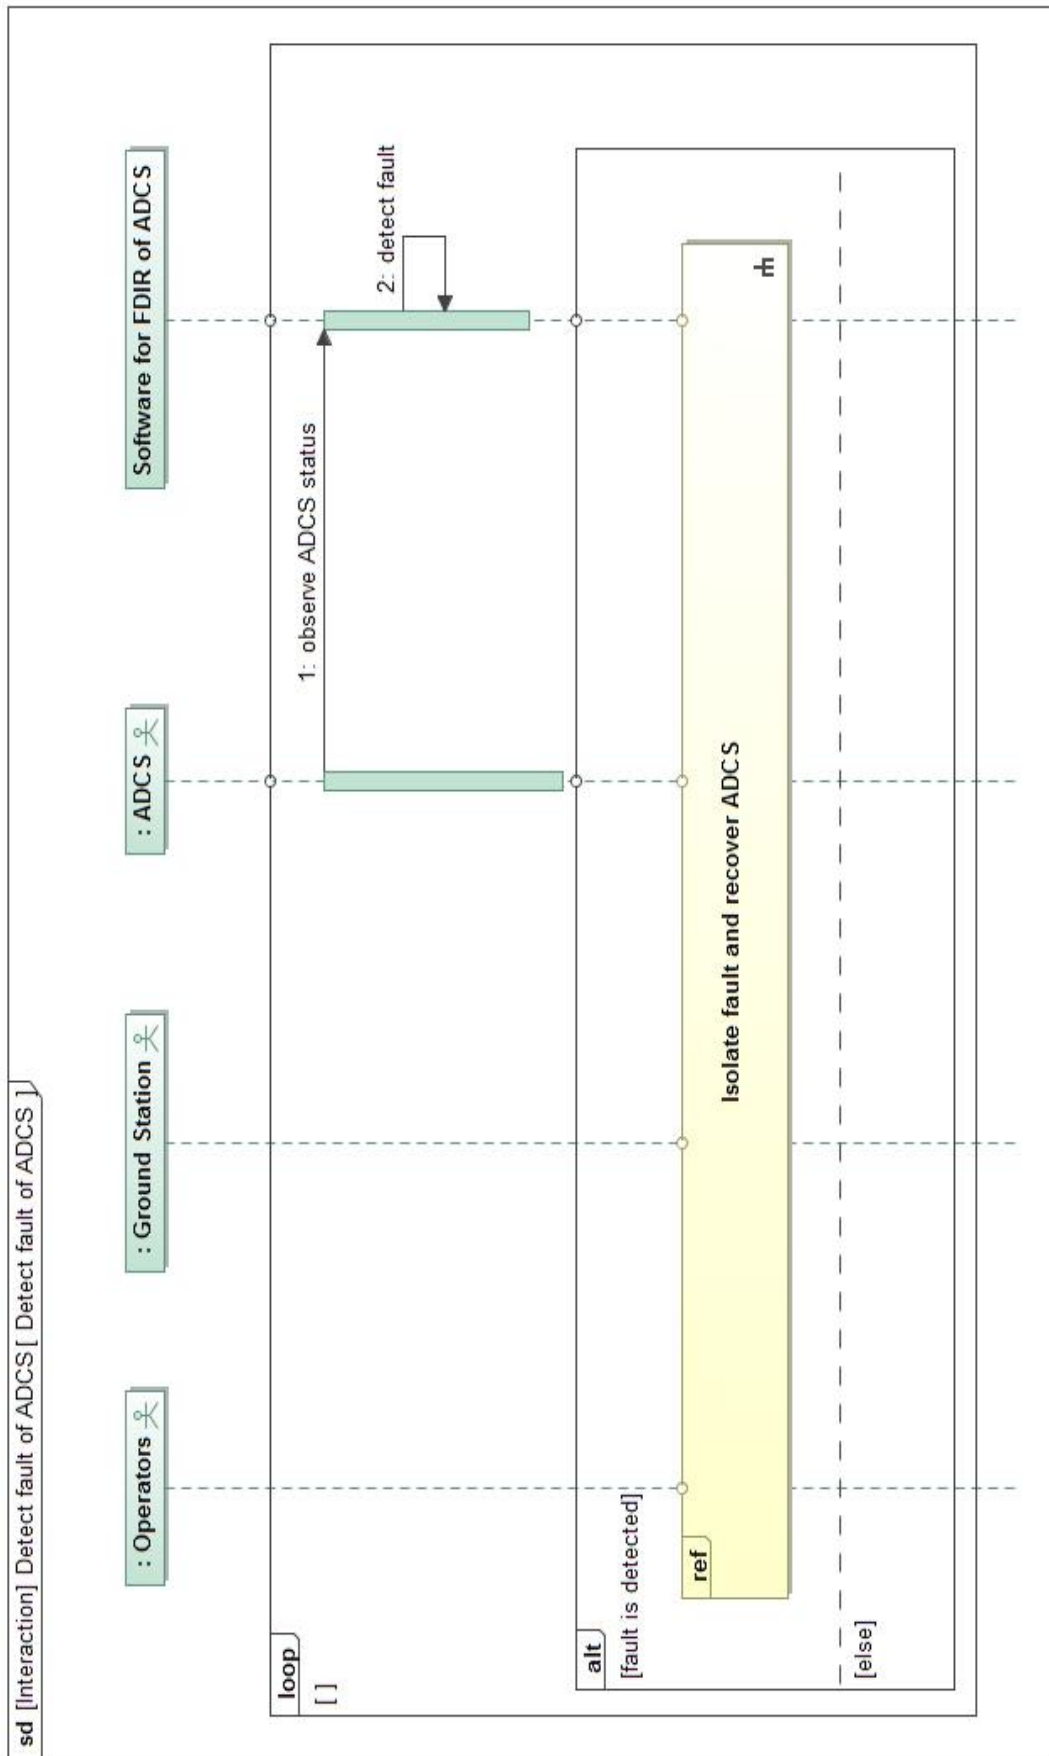 sd [Interaction] Detect fault of ADCS [ Detect fault of ADCS ]
: Operators
: Ground Station
: ADCS
Software for FDIR of ADCS
loop
[ ]
1: observe ADCS status
2: detect fault
alt
[fault is detected]
ref
Isolate fault and recover ADCS
[else]